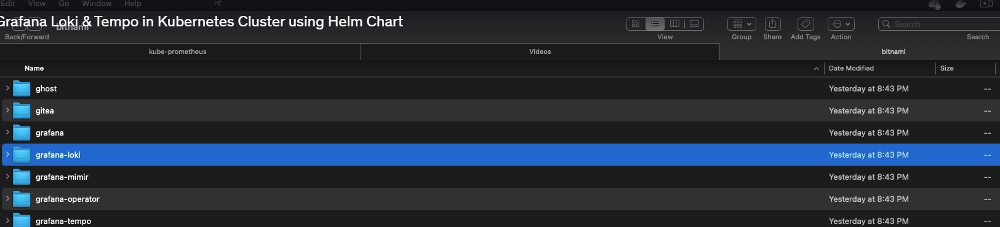 Edit View Go Window Help
Grafana Loki & Tempo in Kubernetes Cluster using Helm Chart
bitnami
Search
Back/Forward View Group Share Add Tags Action Search
kube-prometheus Videos bitnami
Name Date Modified Size
ghost Yesterday at 8:43 PM --
gitea Yesterday at 8:43 PM --
grafana Yesterday at 8:43 PM --
grafana-loki Yesterday at 8:43 PM --
grafana-mimir Yesterday at 8:43 PM --
grafana-operator Yesterday at 8:43 PM --
grafana-tempo Yesterday at 8:43 PM --